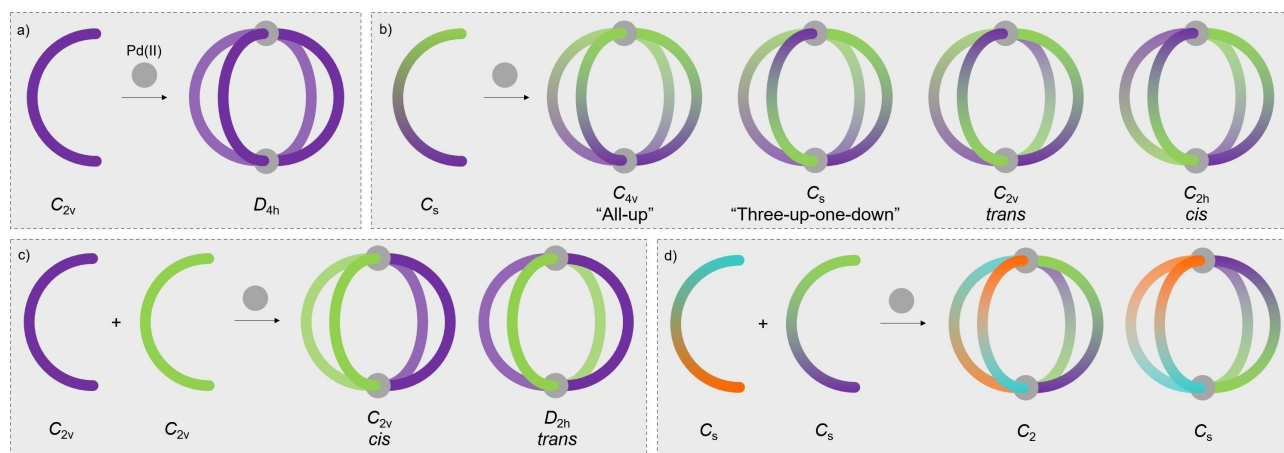 a)
Pd(II)
C2v
D4h
b)
Cs
C4v
"All-up"
Cs
"Three-up-one-down"
C2v
trans
C2h
cis
c)
+
C2v
C2v
C2v
cis
D2h
trans
d)
+
Cs
Cs
C2
Cs